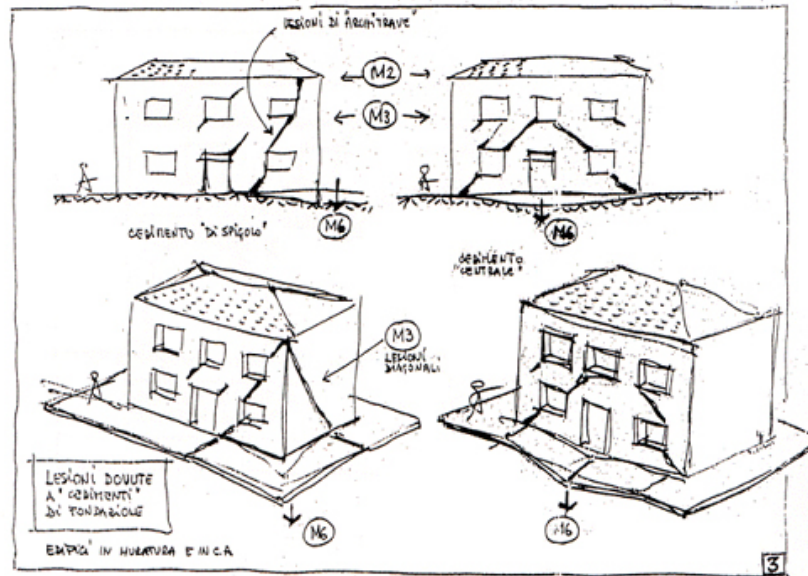 LESIONI DI "ARCHITRAVE"
M2
M3
M6
M6
CEDIMENTO "DI SPIGOLO"
CEDIMENTO
"CENTRALE"
M3
LESIONI
DIAGONALI
LESIONI DOVUTE
A "CEDIMENTI"
DI FONDAZIONE
M6
M6
EDIFICI IN MURATURA E IN C.A.
3